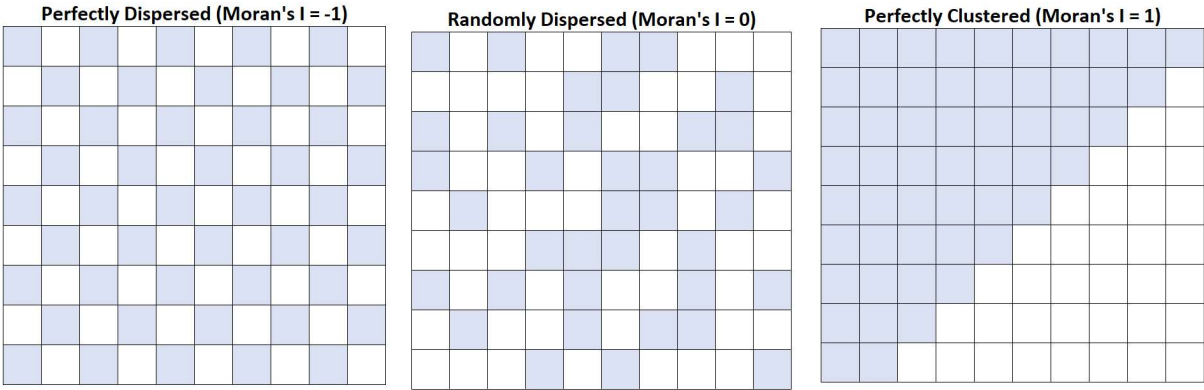 Perfectly Dispersed (Moran's I = -1)
Randomly Dispersed (Moran's I = 0)
Perfectly Clustered (Moran's I = 1)